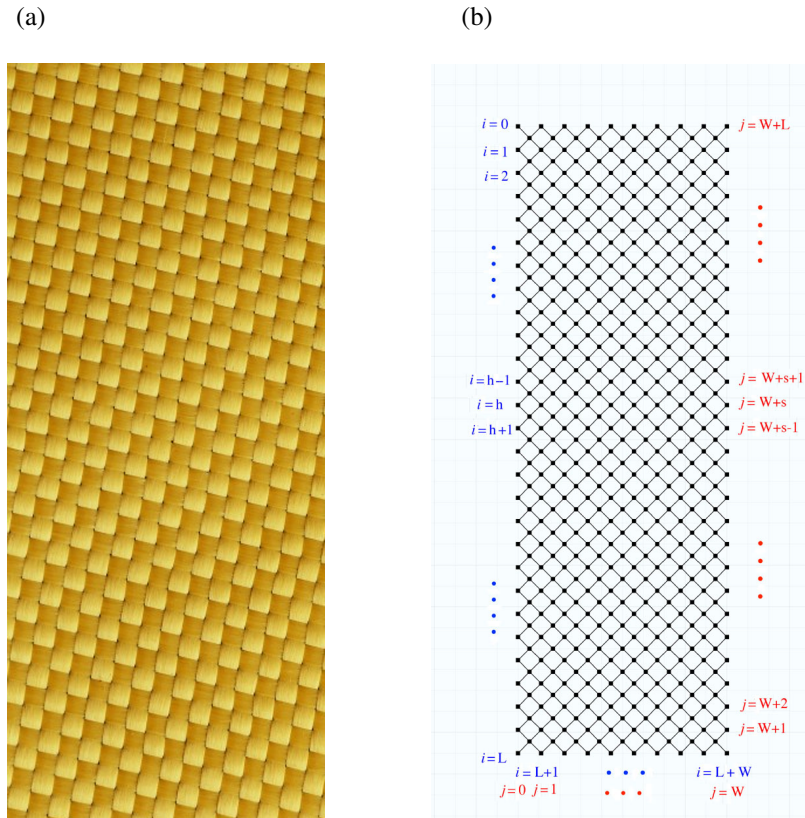 (a)
(b)
i = 0
j = W+L
i = 1
i = 2
i = h−1
j = W+s+1
i = h
j = W+s
i = h+1
j = W+s-1
j = W+2
j = W+1
i = L
i = L+1
i = L + W
j=0 j=1
j = W